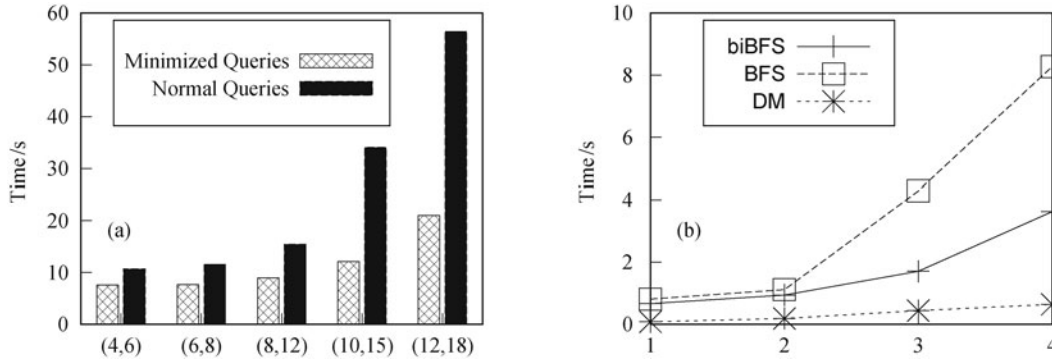 60
50
40
30
20
10
0
Time/s
Minimized Queries
Normal Queries
(a)
(4,6) (6,8) (8,12) (10,15) (12,18)
10
8
6
4
2
0
Time/s
biBFS
BFS
DM
(b)
1 2 3 4